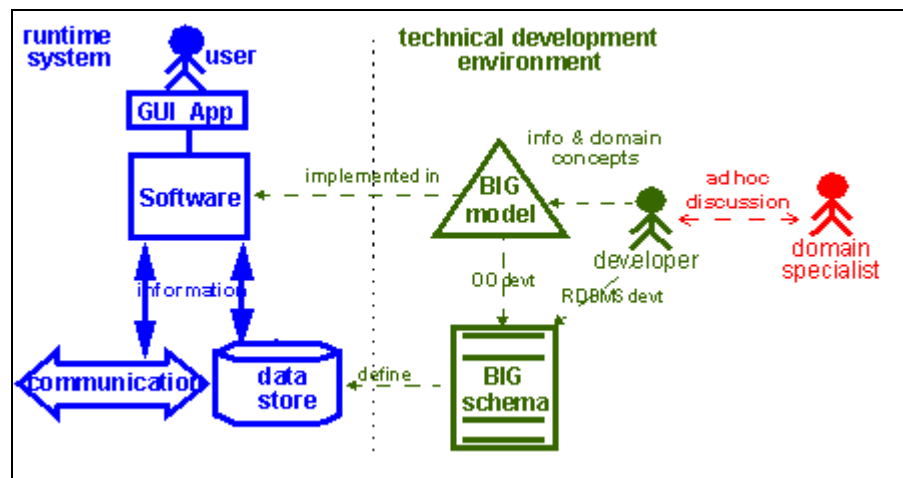 runtime
system
user
GUI App
Software
information
communication
data
store
technical development
environment
info & domain
concepts
implemented in
BIG
model
ad hoc
discussion
developer
domain
specialist
OO devt
RDBMS devt
define
BIG
schema